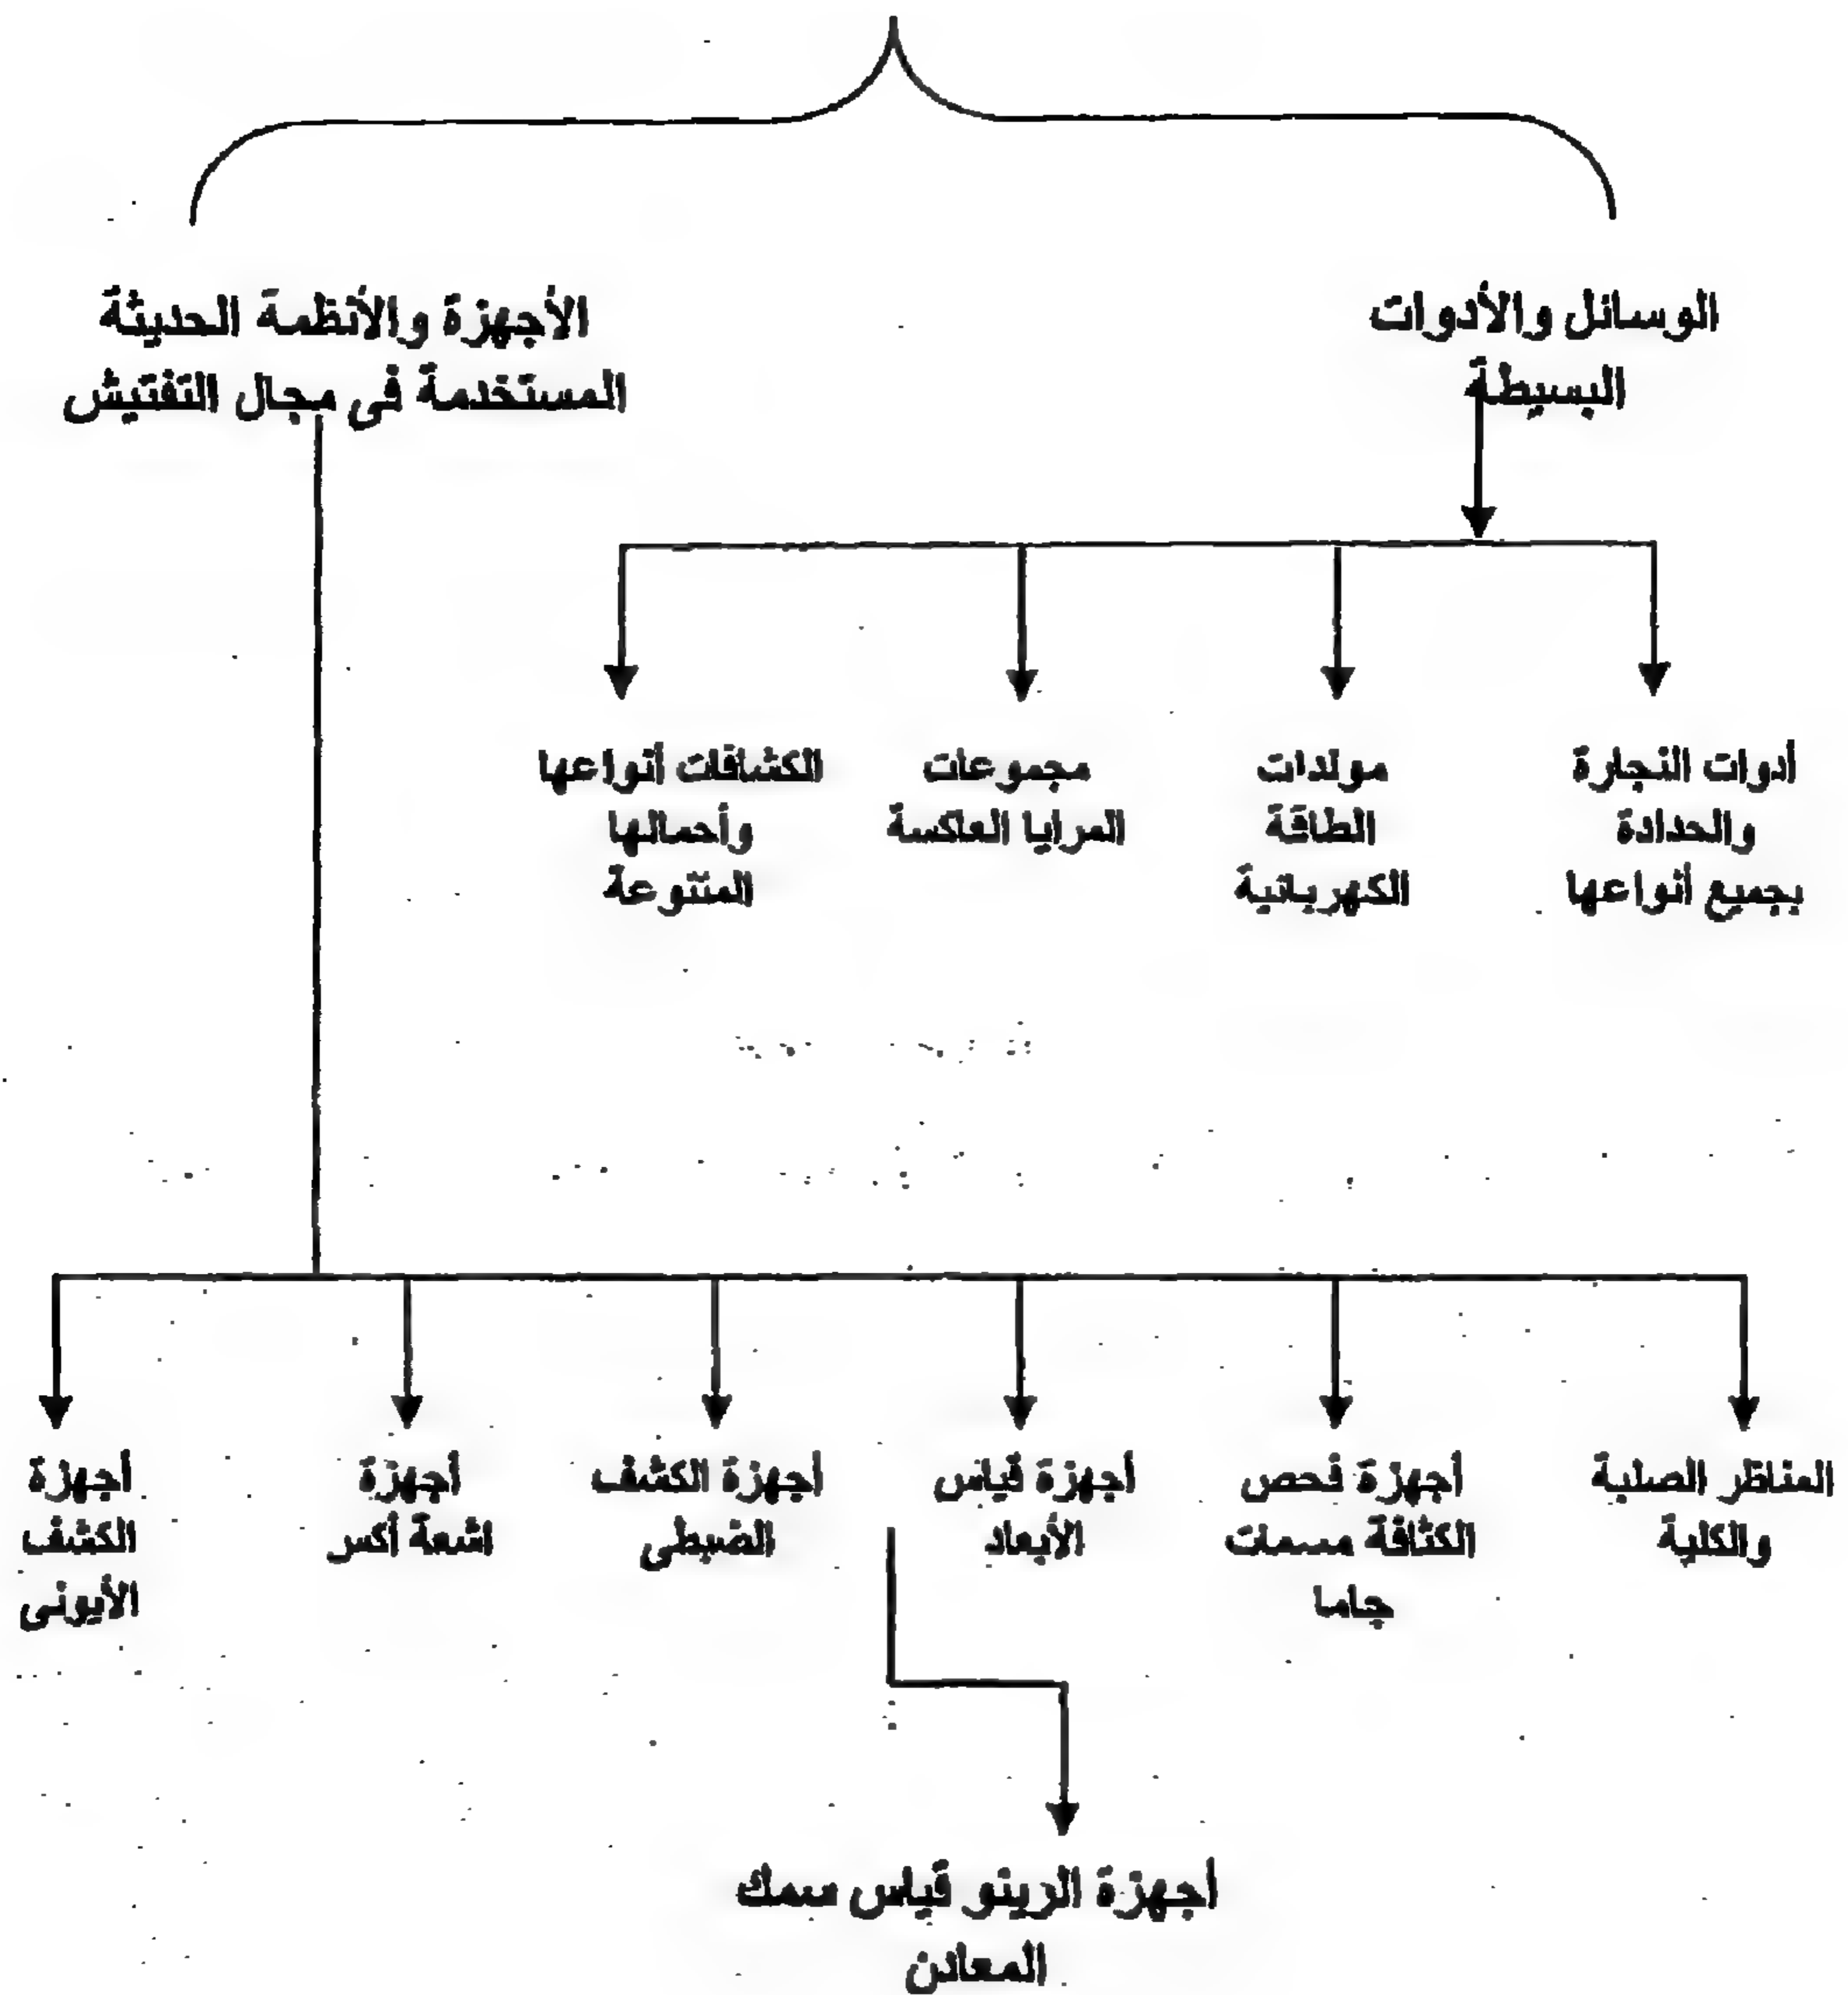 الوسائل والأدوات
البسيطة
الأجهزة والأنظمة الحديثة
المستخدمة فى مجال التفتيش
أدوات النجارة
والحدادة
بجميع أنواعها
مولدات
الطاقة
الكهربائية
مجموعات
المرايا العاكسة
الكشافات أنواعها
وأحمالها
المتنوعة
المناظر الصلبة
والكلية
أجهزة فحص
الكثافة مسمات
جاما
أجهزة قياس
الأبعاد
أجهزة الكشف
الضبطى
أجهزة
اشعة أكس
أجهزة
الكشف
الأيونى
أجهزة الرينو قياس سمك
المعادن